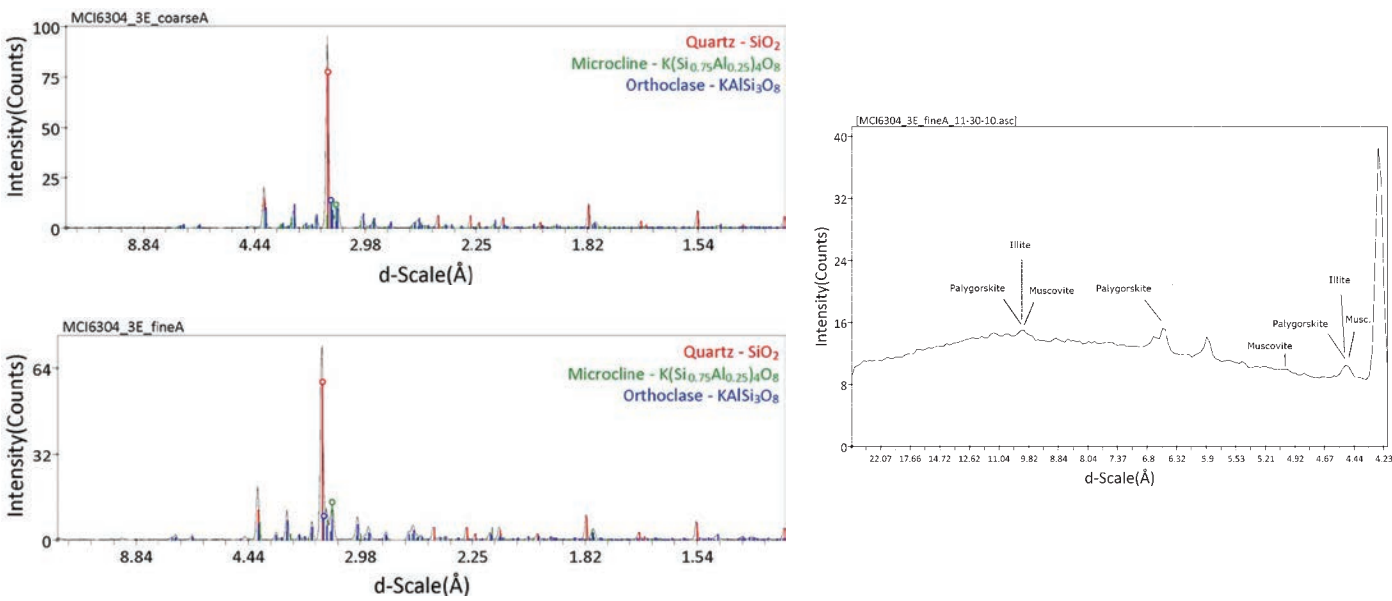 MCI6304_3E_coarseA
100
75
50
25
0
Intensity(Counts)
Quartz - SiO₂
Microcline - K(Si₀.₇₅Al₀.₂₅)₄O₈
Orthoclase - KAlSi₃O₈
8.84 4.44 2.98 2.25 1.82 1.54
d-Scale(Å)
MCI6304_3E_fineA
64
32
0
Intensity(Counts)
Quartz - SiO₂
Microcline - K(Si₀.₇₅Al₀.₂₅)₄O₈
Orthoclase - KAlSi₃O₈
8.84 4.44 2.98 2.25 1.82 1.54
d-Scale(Å)
[MCI6304_3E_fineA_11-30-10.asc]
40
32
24
16
8
0
Intensity(Counts)
Illite
Palygorskite
Muscovite
Palygorskite
Illite
Palygorskite
Musc.
Muscovite
22.07 17.66 14.72 12.62 11.04 9.82 8.84 8.04 7.37 6.8 6.32 5.9 5.53 5.21 4.92 4.67 4.44 4.23
d-Scale(Å)